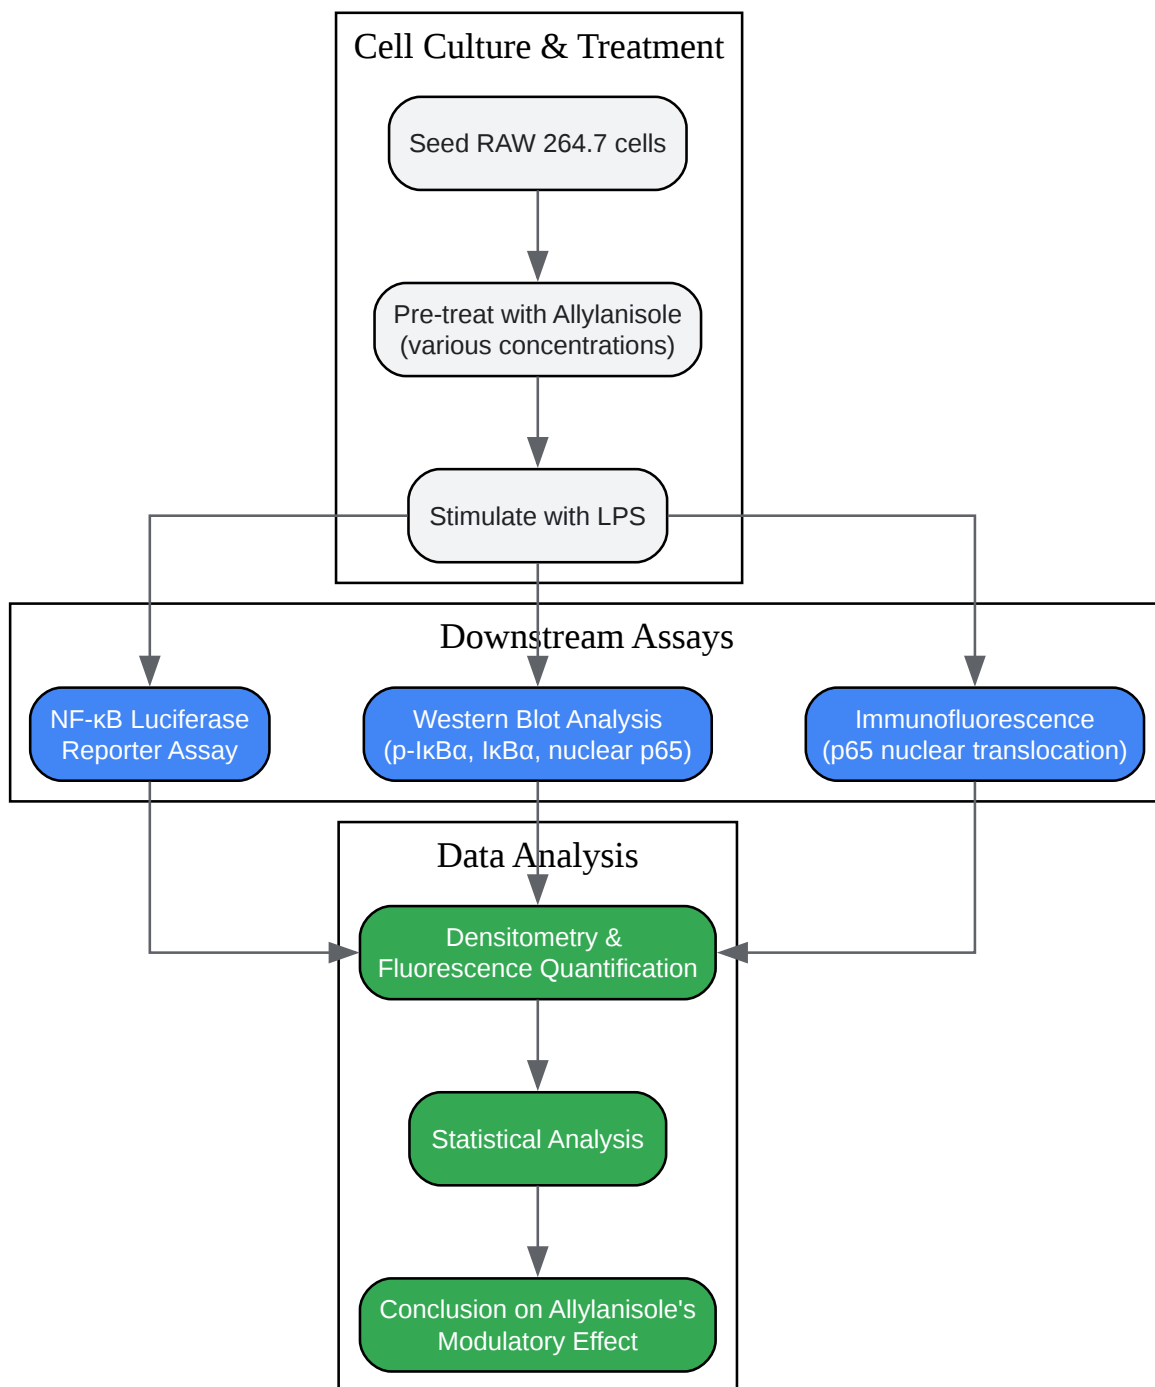 Cell Culture & Treatment
Seed RAW 264.7 cells
Pre-treat with Allylanisole
(various concentrations)
Stimulate with LPS
Downstream Assays
NF-κB Luciferase
Reporter Assay
Western Blot Analysis
(p-IκBα, IκBα, nuclear p65)
Immunofluorescence
(p65 nuclear translocation)
Data Analysis
Densitometry &
Fluorescence Quantification
Statistical Analysis
Conclusion on Allylanisole's
Modulatory Effect